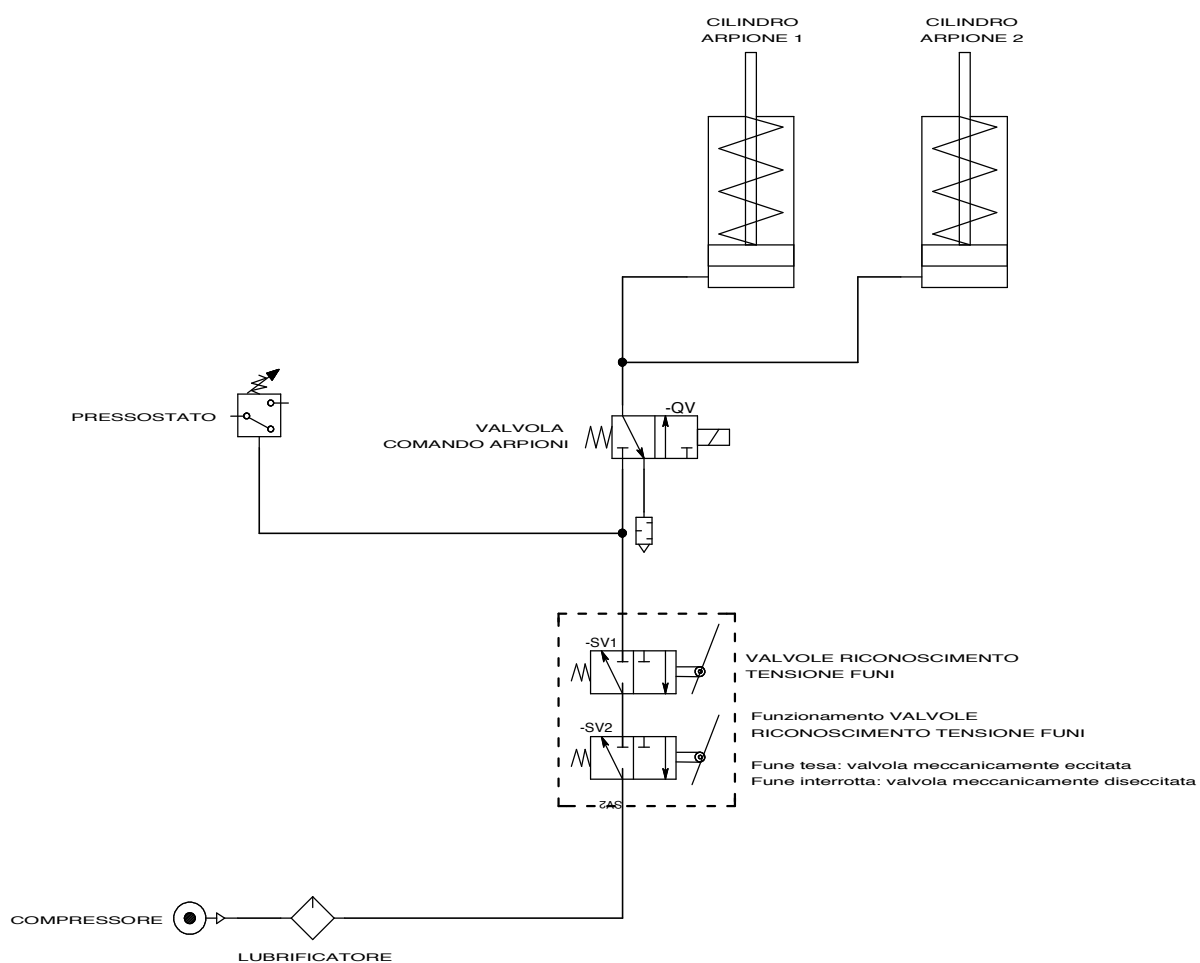 CILINDRO
ARPIONE 1
CILINDRO
ARPIONE 2
PRESSOSTATO
VALVOLA
COMANDO ARPIONI
-QV
-SV1
VALVOLE RICONOSCIMENTO
TENSIONE FUNI
-SV2
Funzionamento VALVOLE
RICONOSCIMENTO TENSIONE FUNI
Fune tesa: valvola meccanicamente eccitata
Fune interrotta: valvola meccanicamente diseccitata
SV2
COMPRESSORE
LUBRIFICATORE